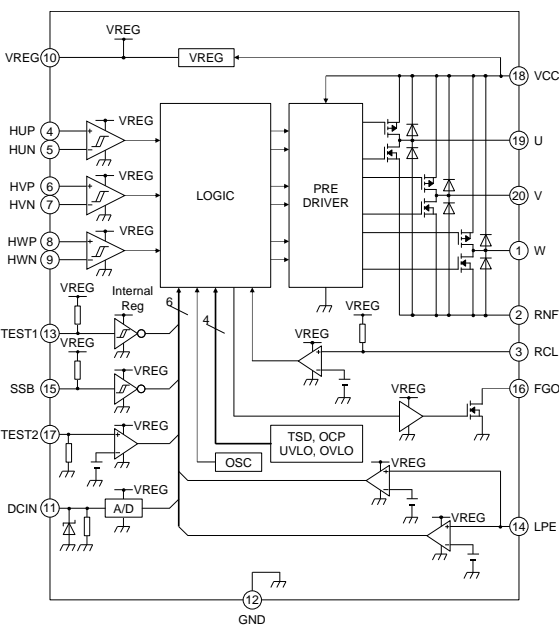 VREG
VREG 10
VREG
18 VCC
HUP 4
HUN 5
VREG
19 U
HVP 6
HVN 7
VREG
LOGIC
PRE
DRIVER
20 V
HWP 8
HWN 9
VREG
1 W
VREG
Internal
Reg
6
4
2 RNF
TEST1 13
VREG
VREG
3 RCL
SSB 15
VREG
16 FGO
TEST2 17
VREG
TSD, OCP
UVLO, OVLO
OSC
VREG
DCIN 11
VREG
A/D
VREG
14 LPE
12
GND